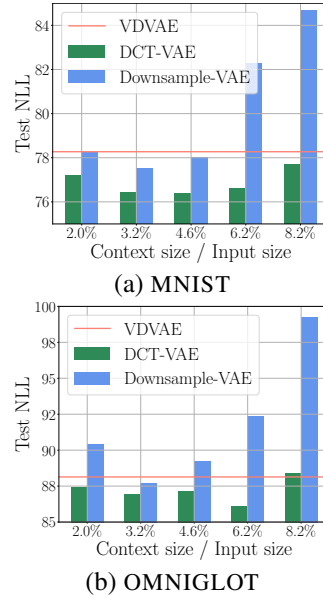 84
82
80
78
76
Test NLL
VDVAE
DCT-VAE
Downsample-VAE
2.0% 3.2% 4.6% 6.2% 8.2%
Context size / Input size
(a) MNIST
100
98
95
92
90
88
85
Test NLL
VDVAE
DCT-VAE
Downsample-VAE
2.0% 3.2% 4.6% 6.2% 8.2%
Context size / Input size
(b) OMNIGLOT